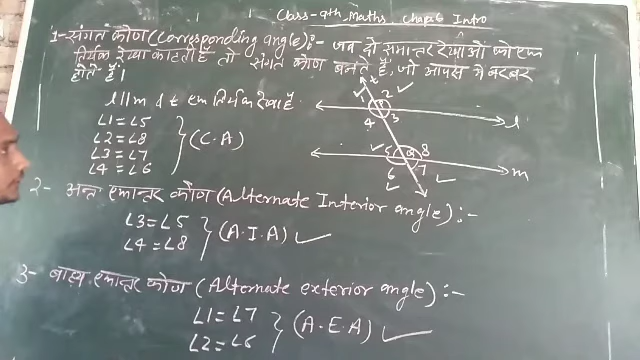 Class-9th, Maths, Chap:6 Intro
1- संगत कोण (Corresponding angle):- जब दो समान्तर रेखाओं को एक
तिर्यक रेखा काटती है तो संगत कोण बनते हैं, जो आपस में बराबर
होते हैं।
l||m व t एक तिर्यक रेखा है
∠1=∠5
∠2=∠8
∠3=∠7
∠4=∠6
(C.A)
t
1 2
4 3
l
5 8
6 7
m
2- अन्तः एकान्तर कोण (Alternate Interior angle):-
∠3=∠5
∠4=∠8
(A.I.A)
3- बाह्य एकान्तर कोण (Alternate exterior angle):-
∠1=∠7
∠2=∠6
(A.E.A)